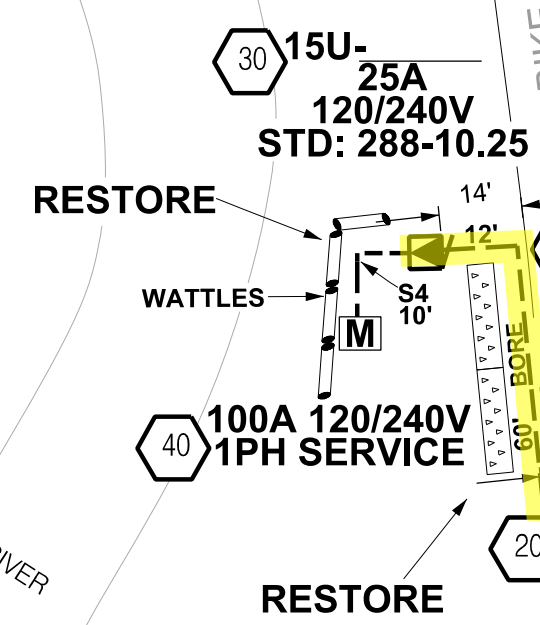 30
15U-
25A
120/240V
STD: 288-10.25
RESTORE
14'
12'
WATTLES
S4
10'
M
BORE
60'
100A 120/240V
1PH SERVICE
40
20
RESTORE